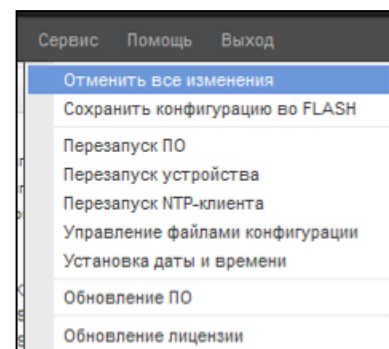 Сервис Помощь Выход
Отменить все изменения
Сохранить конфигурацию во FLASH
Перезапуск ПО
Перезапуск устройства
Перезапуск NTP-клиента
Управление файлами конфигурации
Установка даты и времени
Обновление ПО
Обновление лицензии